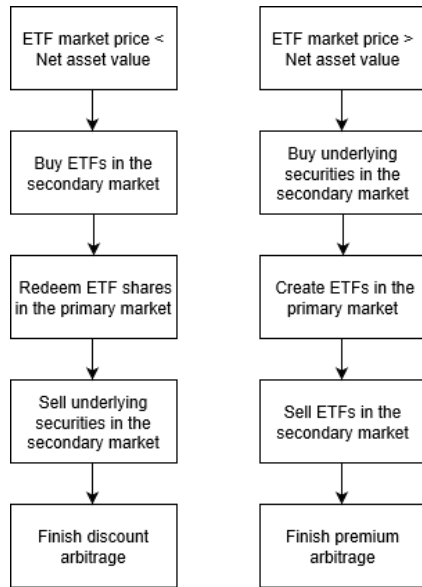 ETF market price <
Net asset value
Buy ETFs in the
secondary market
Redeem ETF shares
in the primary market
Sell underlying
securities in the
secondary market
Finish discount
arbitrage
ETF market price >
Net asset value
Buy underlying
securities in the
secondary market
Create ETFs in the
primary market
Sell ETFs in the
secondary market
Finish premium
arbitrage